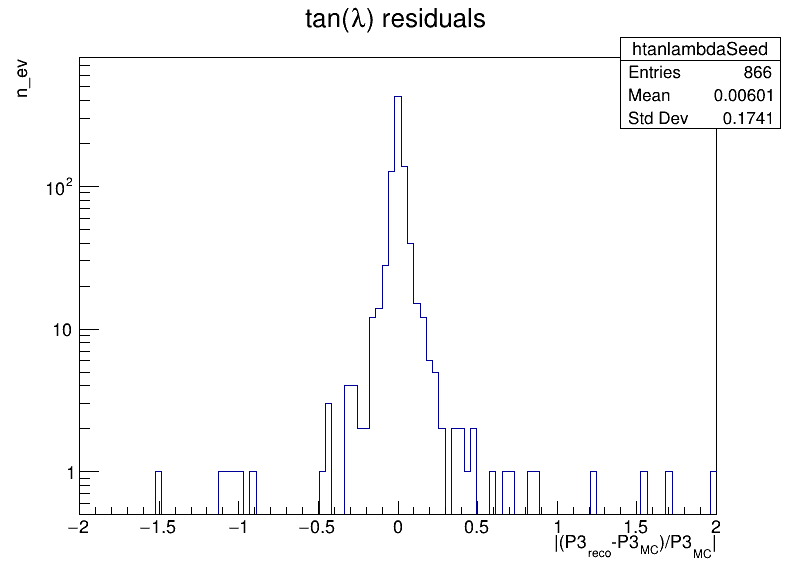 tan(λ) residuals
n_ev
htanlambdaSeed
Entries 866
Mean 0.00601
Std Dev 0.1741
10²
10
1
−2 −1.5 −1 −0.5 0 0.5 1 1.5 2
|(P3reco-P3MC)/P3MC|